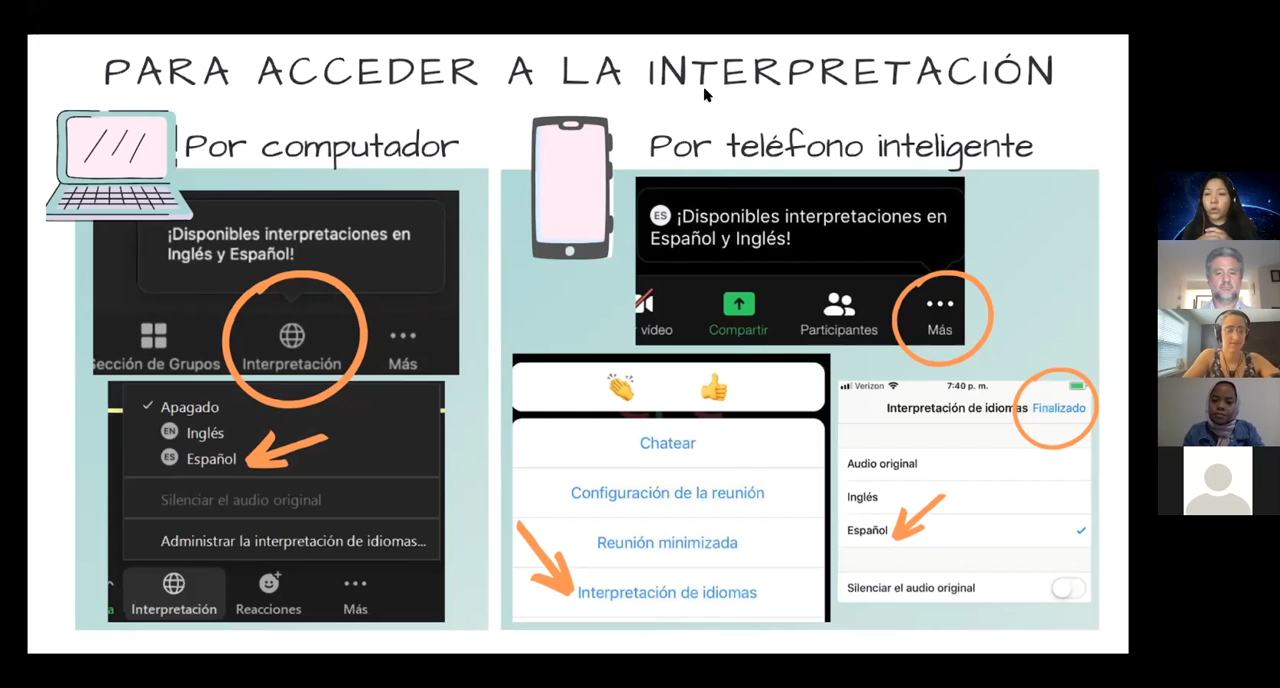 PARA ACCEDER A LA INTERPRETACIÓN
Por computador
¡Disponibles interpretaciones en
Inglés y Español!
Sección de Grupos
Interpretación
Más
Apagado
EN Inglés
ES Español
Silenciar el audio original
Administrar la interpretación de idiomas...
a
Interpretación
Reacciones
Más
Por teléfono inteligente
ES ¡Disponibles interpretaciones en
Español y Inglés!
r video
Compartir
Participantes
Más
Chatear
Configuración de la reunión
Reunión minimizada
Interpretación de idiomas
Verizon 7:40 p. m.
Interpretación de idiomas Finalizado
Audio original
Inglés
Español
Silenciar el audio original